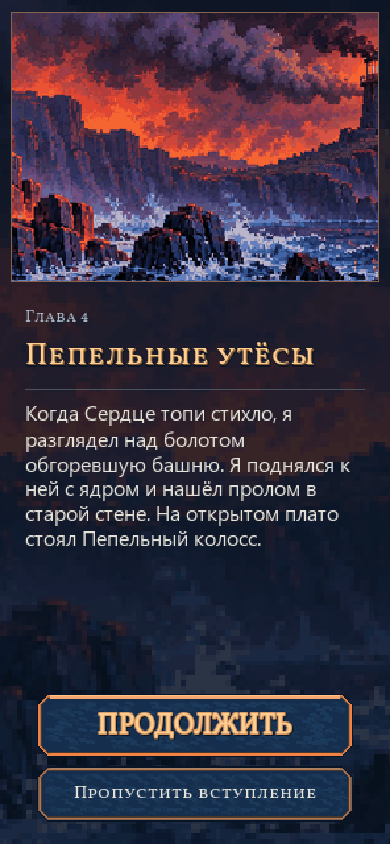 Глава 4
Пепельные утёсы
Когда Сердце топи стихло, я
разглядел над болотом
обгоревшую башню. Я поднялся к
ней с ядром и нашёл пролом в
старой стене. На открытом плато
стоял Пепельный колосс.
ПРОДОЛЖИТЬ
Пропустить вступление